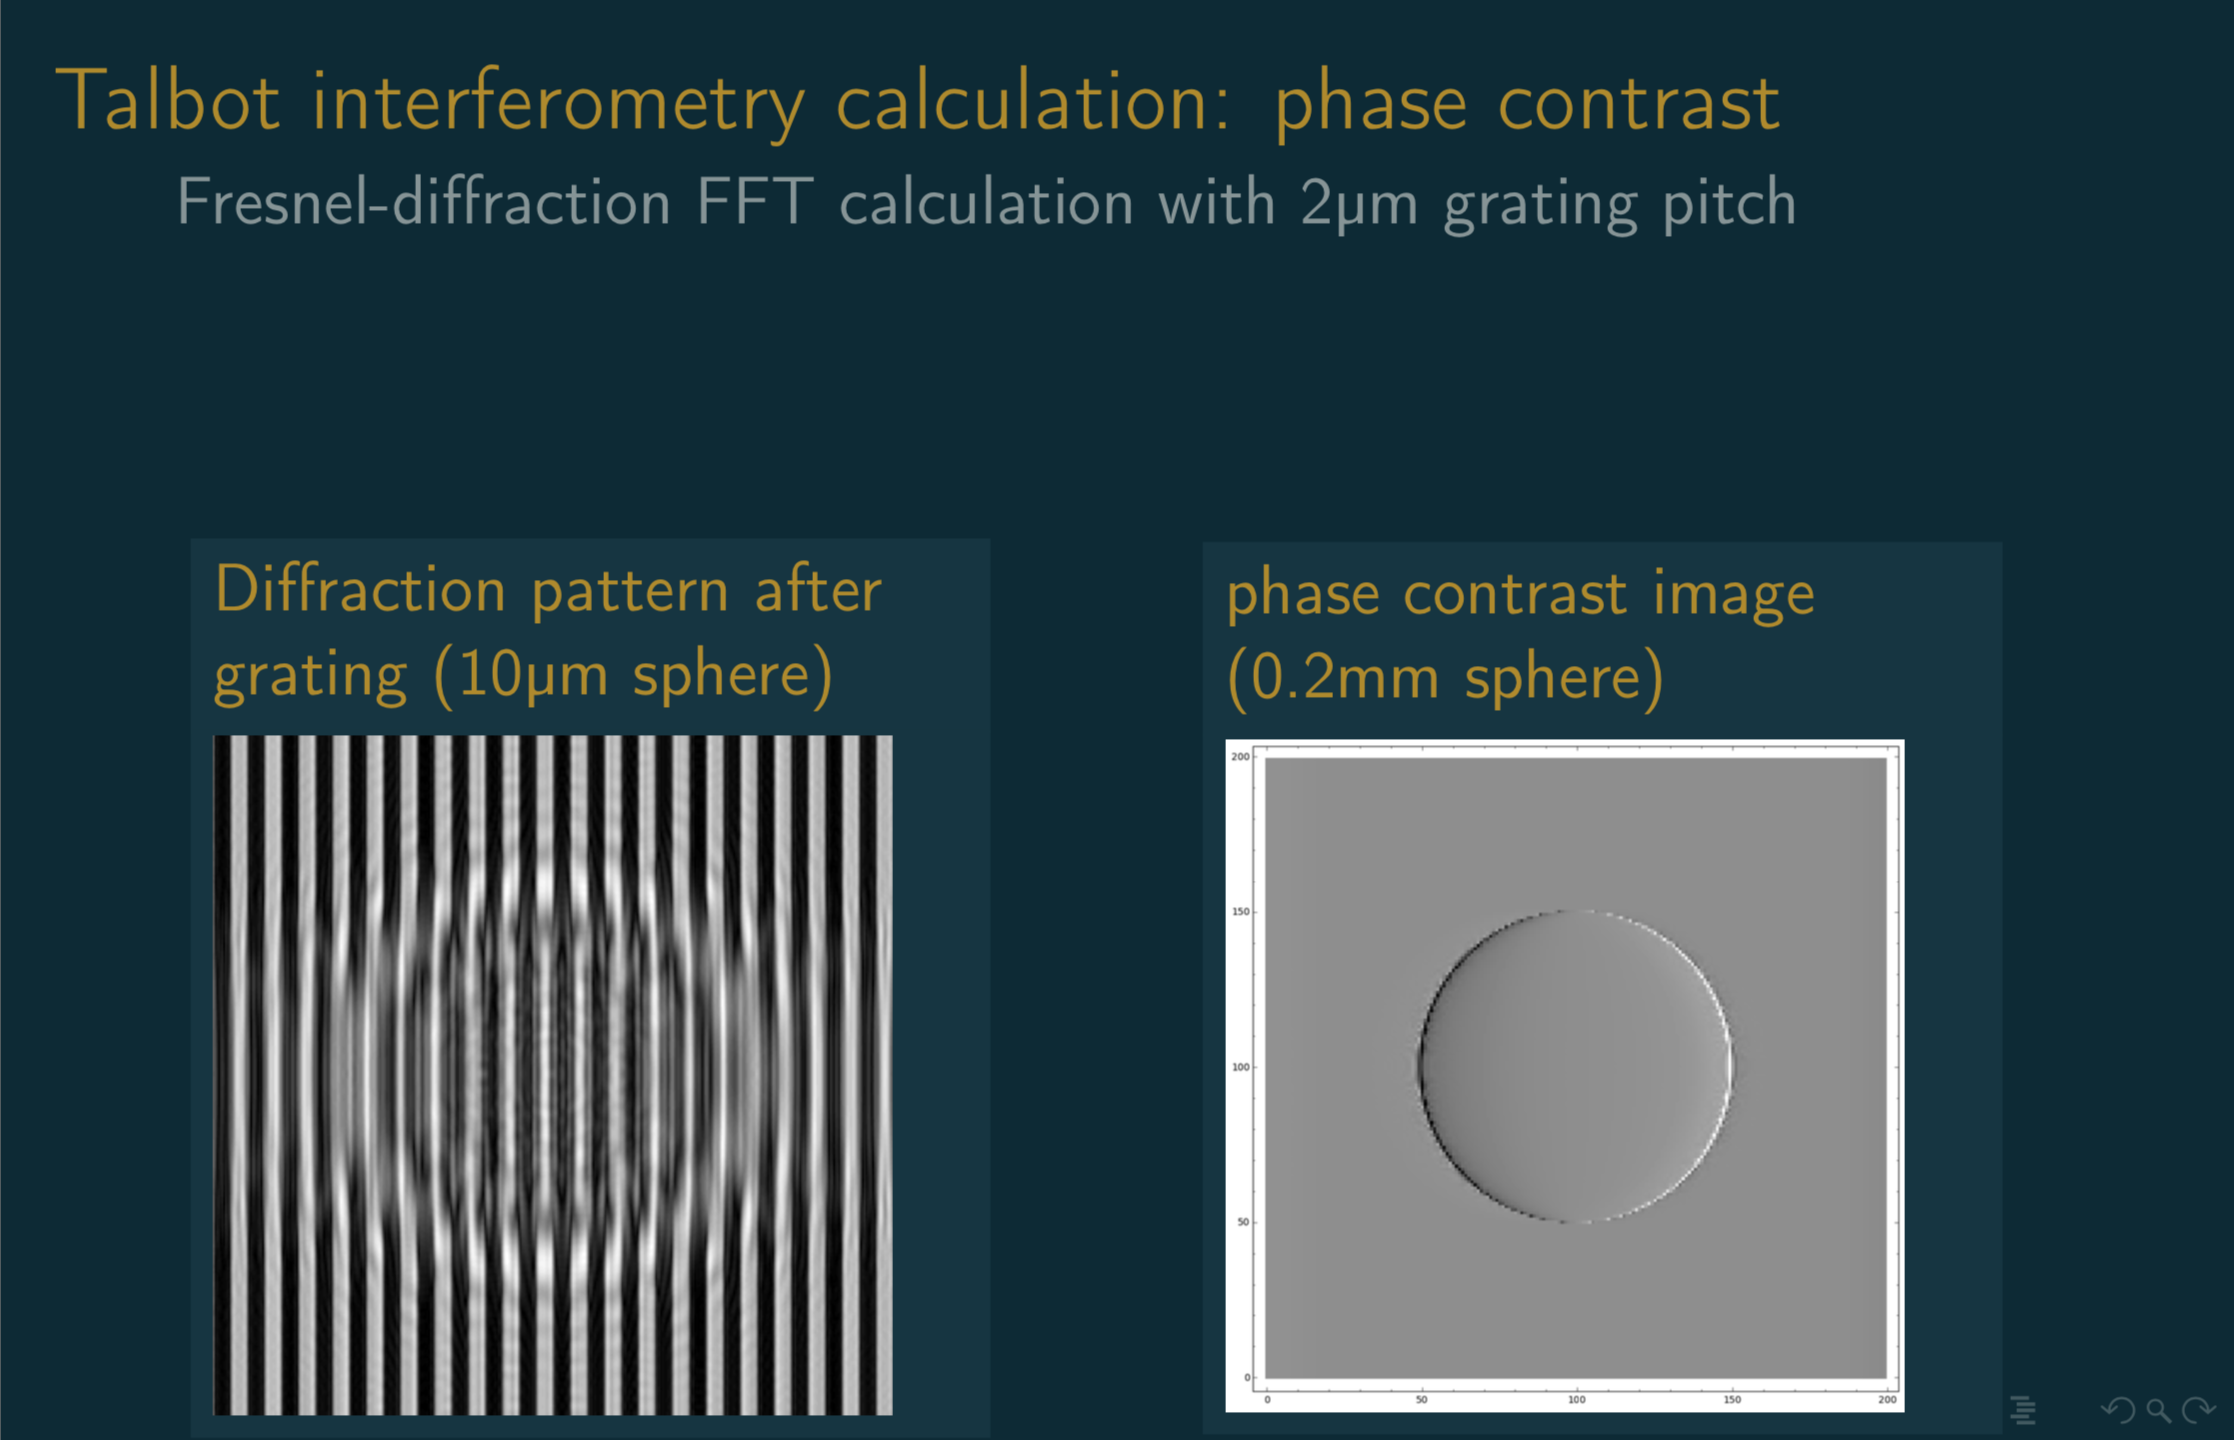 Talbot interferometry calculation: phase contrast
Fresnel-diffraction FFT calculation with 2µm grating pitch
Diffraction pattern after
grating (10µm sphere)
phase contrast image
(0.2mm sphere)
200
150
100
50
0
0 50 100 150 200